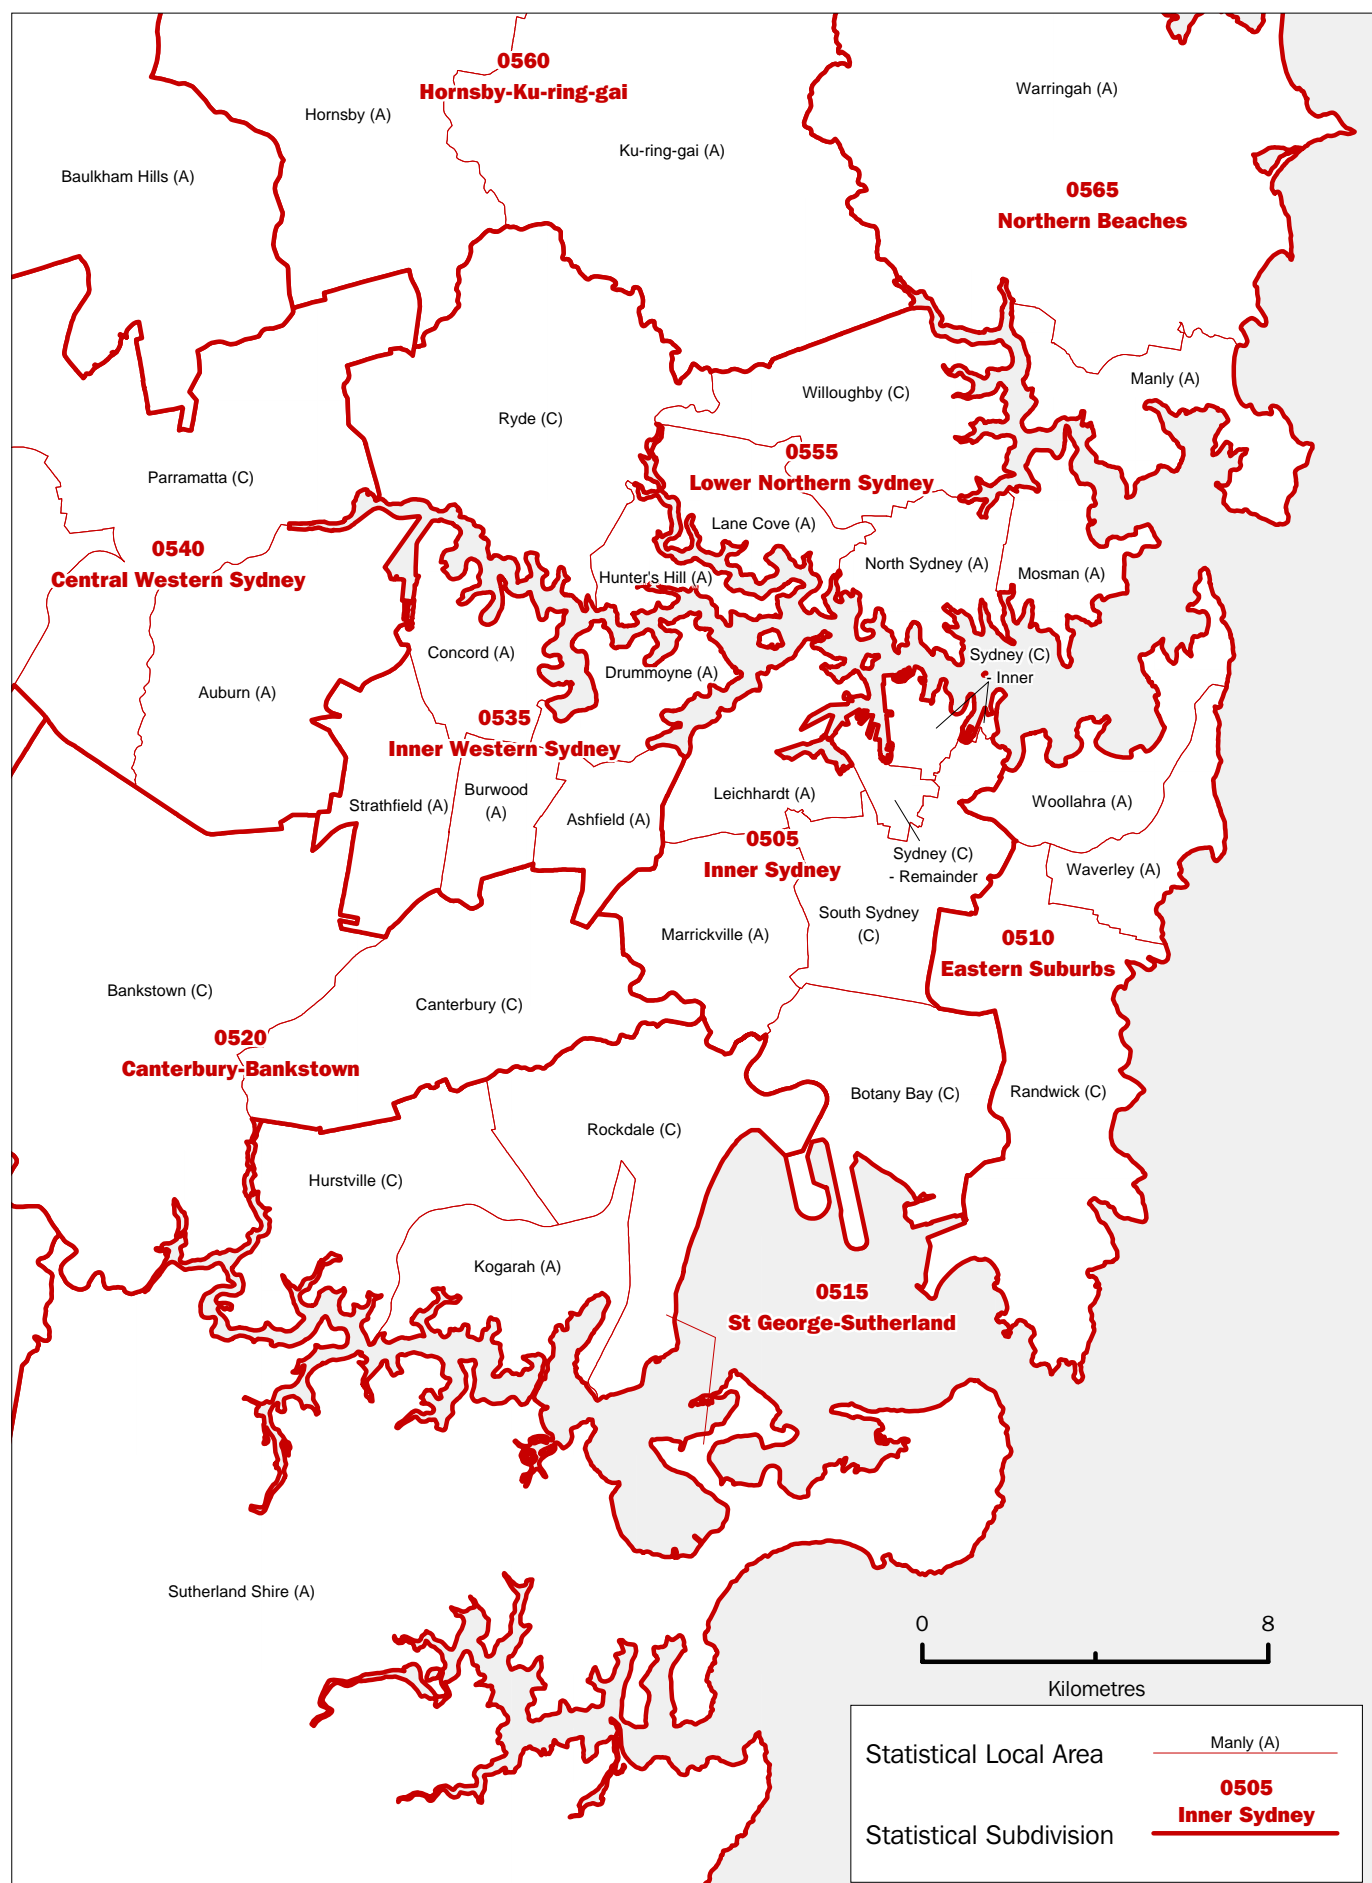 0560
Hornsby-Ku-ring-gai
Warringah (A)
Hornsby (A)
Ku-ring-gai (A)
Baulkham Hills (A)
0565
Northern Beaches
Manly (A)
Willoughby (C)
Ryde (C)
0555
Lower Northern Sydney
Parramatta (C)
Lane Cove (A)
0540
Central Western Sydney
North Sydney (A)
Mosman (A)
Hunter's Hill (A)
Concord (A)
Sydney (C)
- Inner
Drummoyne (A)
Auburn (A)
0535
Inner Western Sydney
Burwood
(A)
Strathfield (A)
Ashfield (A)
Leichhardt (A)
Woollahra (A)
0505
Inner Sydney
Sydney (C)
- Remainder
Waverley (A)
South Sydney
(C)
Marrickville (A)
0510
Eastern Suburbs
Bankstown (C)
Canterbury (C)
0520
Canterbury-Bankstown
Botany Bay (C)
Randwick (C)
Rockdale (C)
Hurstville (C)
Kogarah (A)
0515
St George-Sutherland
Sutherland Shire (A)
0
8
Kilometres
Statistical Local Area
Manly (A)
0505
Inner Sydney
Statistical Subdivision